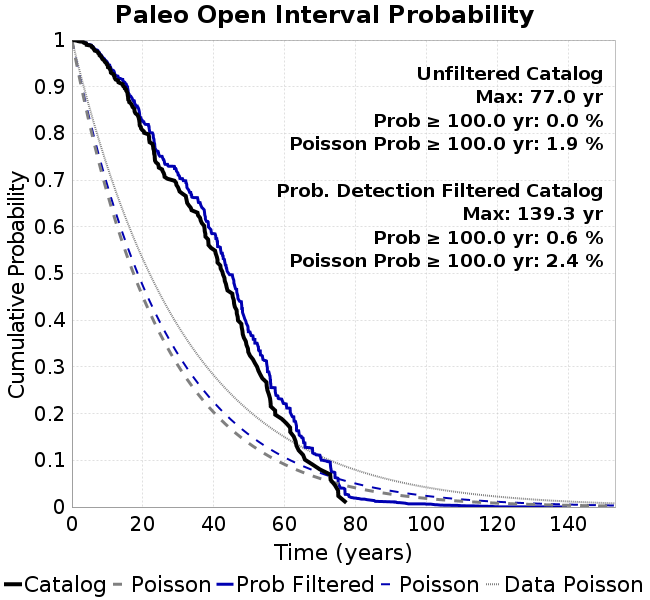 Paleo Open Interval Probability
Unfiltered Catalog
Max: 77.0 yr
Prob ≥ 100.0 yr: 0.0 %
Poisson Prob ≥ 100.0 yr: 1.9 %
Prob. Detection Filtered Catalog
Max: 139.3 yr
Prob ≥ 100.0 yr: 0.6 %
Poisson Prob ≥ 100.0 yr: 2.4 %
Cumulative Probability
1
0.9
0.8
0.7
0.6
0.5
0.4
0.3
0.2
0.1
0
0 20 40 60 80 100 120 140
Time (years)
Catalog Poisson Prob Filtered Poisson Data Poisson